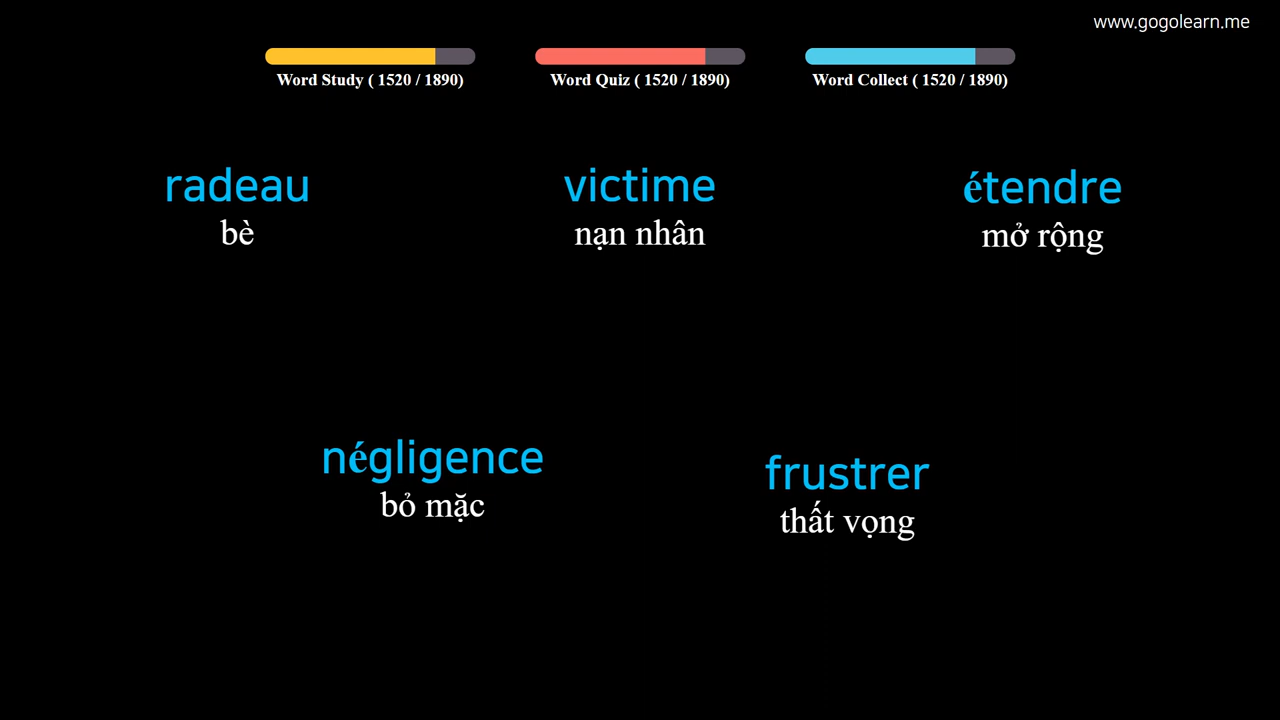 www.gogolearn.me
Word Study ( 1520 / 1890)
Word Quiz ( 1520 / 1890)
Word Collect ( 1520 / 1890)
radeau
bè
victime
nạn nhân
étendre
mở rộng
négligence
bỏ mặc
frustrer
thất vọng